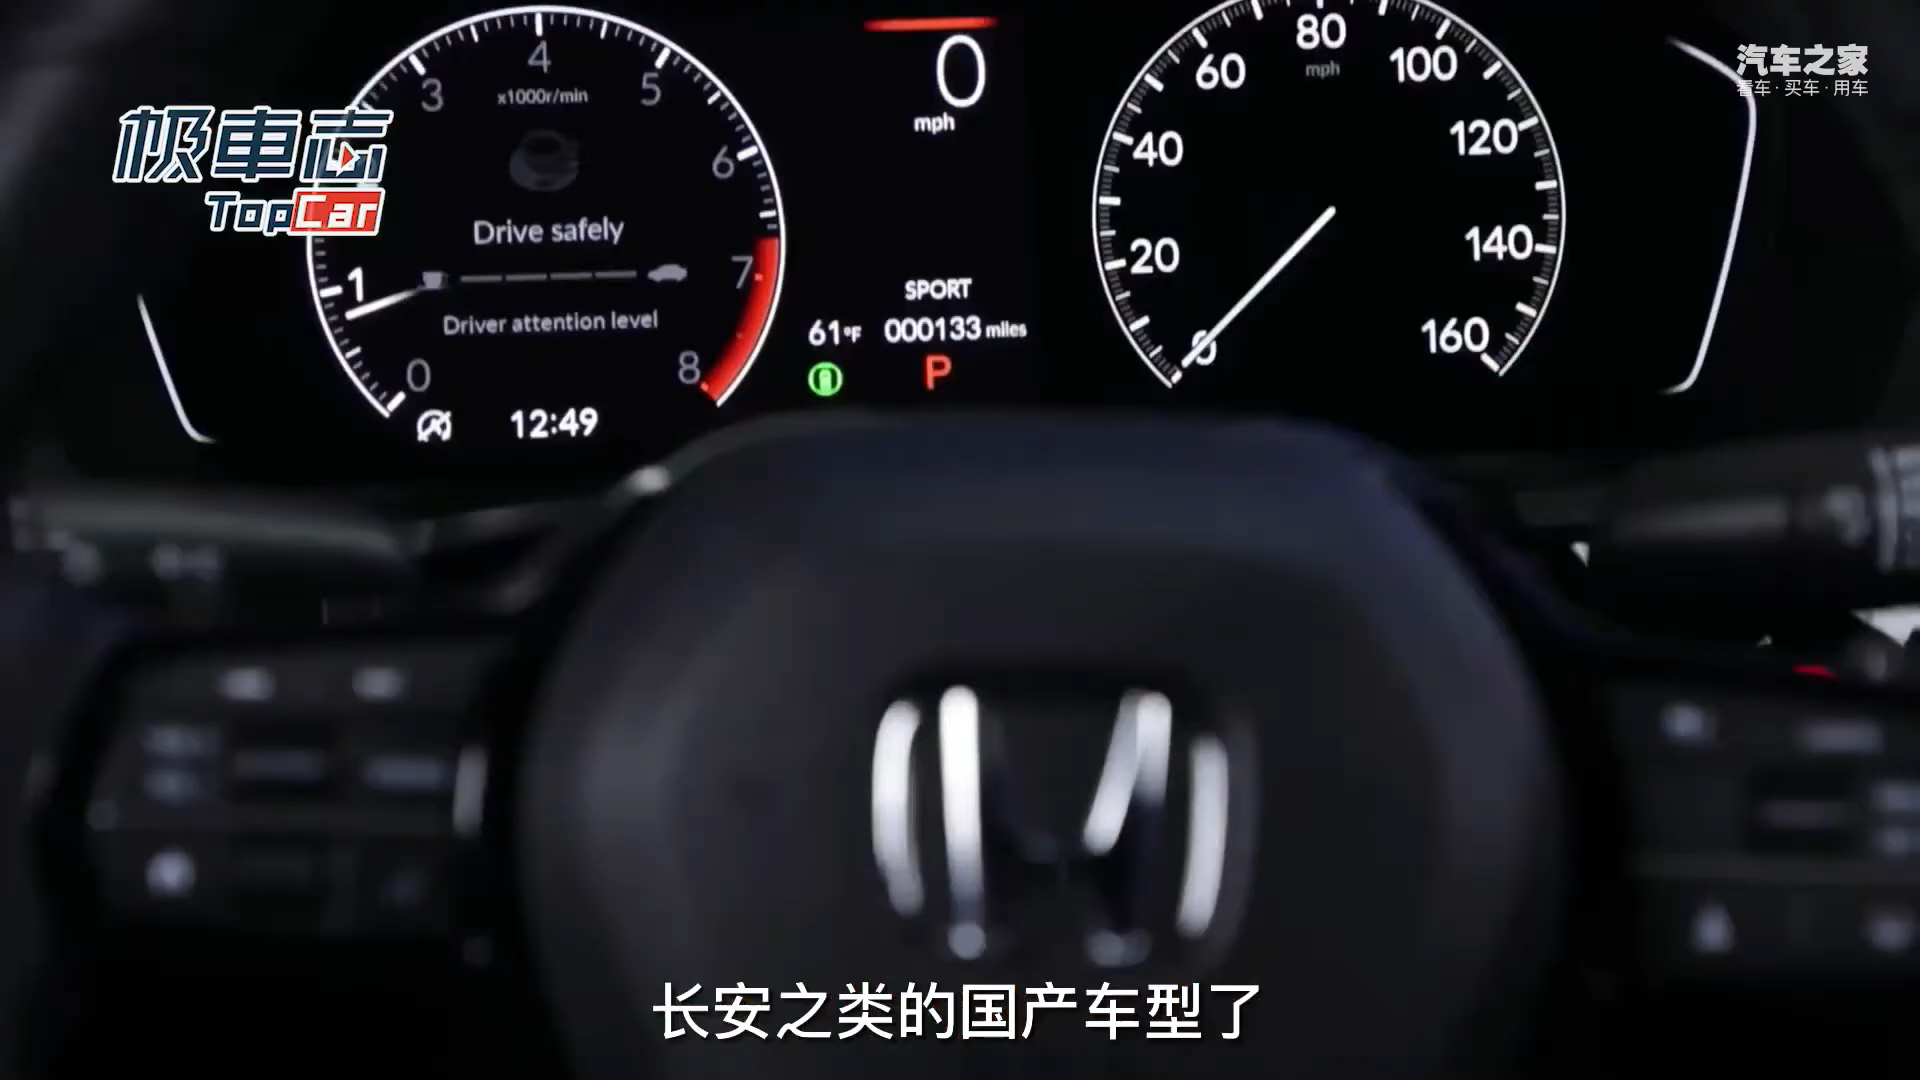 极車志
TopCar
汽车之家
看车·买车·用车
0 1 3 4 5 6 7 8
x1000r/min
Drive safely
Driver attention level
12:49
0
mph
SPORT
61°F 000133 miles
P
0 20 40 60 80 100 120 140 160
mph
长安之类的国产车型了